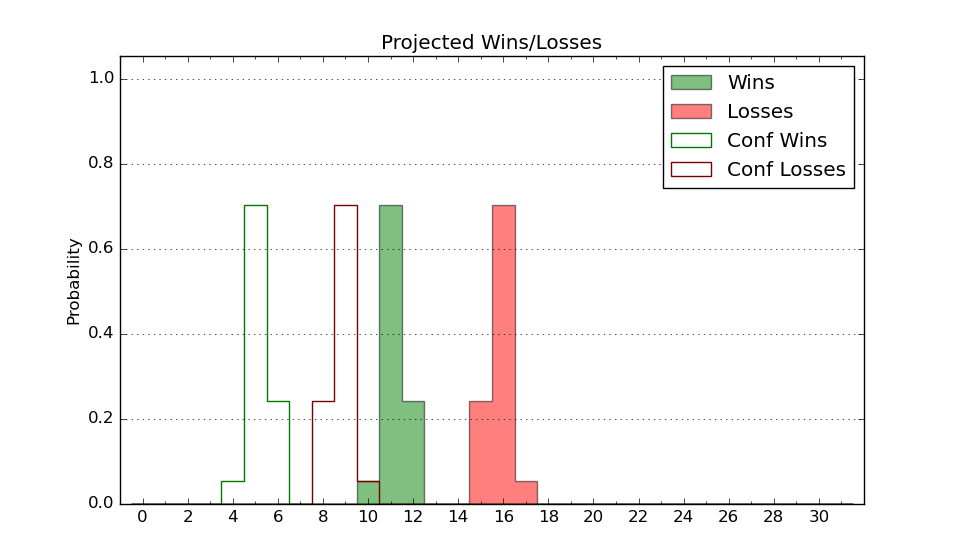 Projected Wins/Losses
Probability
1.0
0.8
0.6
0.4
0.2
0.0
Wins
Losses
Conf Wins
Conf Losses
0 2 4 6 8 10 12 14 16 18 20 22 24 26 28 30